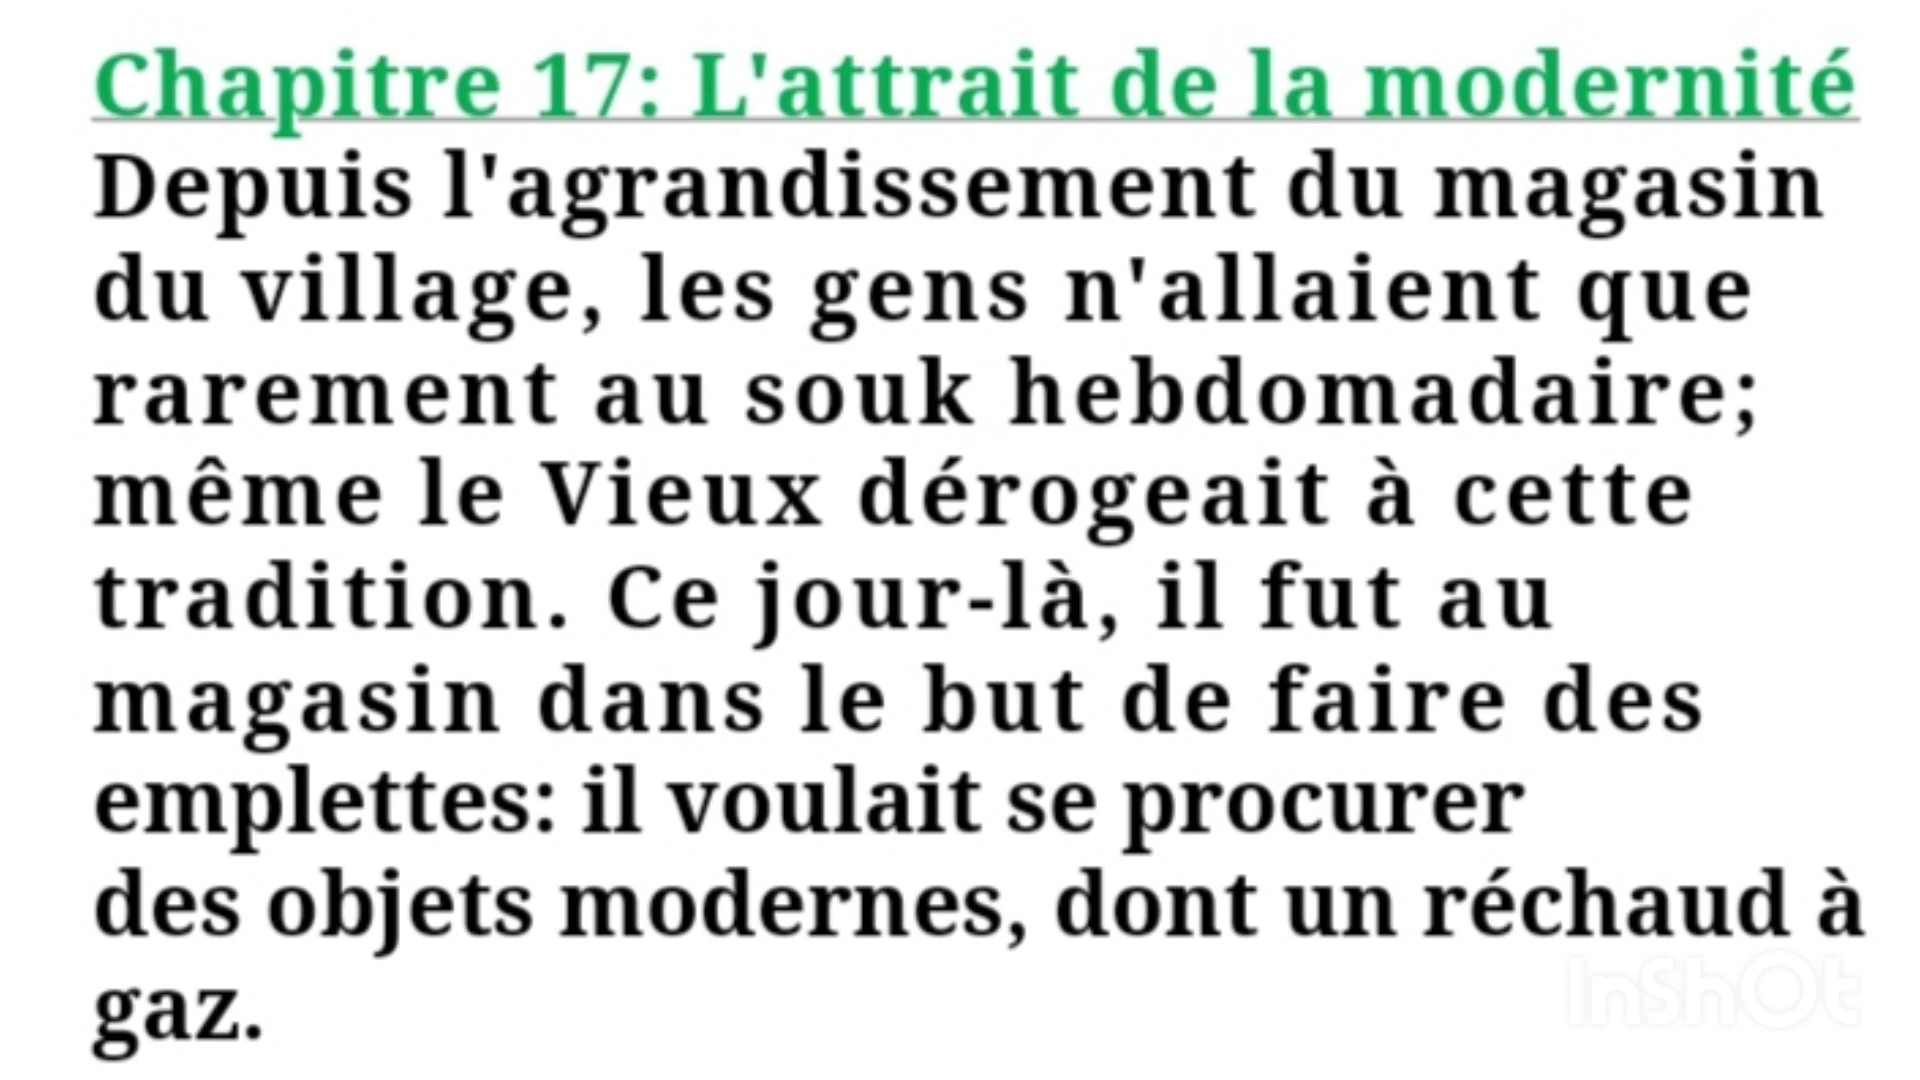 Chapitre 17: L'attrait de la modernité
Depuis l'agrandissement du magasin
du village, les gens n'allaient que
rarement au souk hebdomadaire;
même le Vieux dérogeait à cette
tradition. Ce jour-là, il fut au
magasin dans le but de faire des
emplettes: il voulait se procurer
des objets modernes, dont un réchaud à
gaz.
InShOt